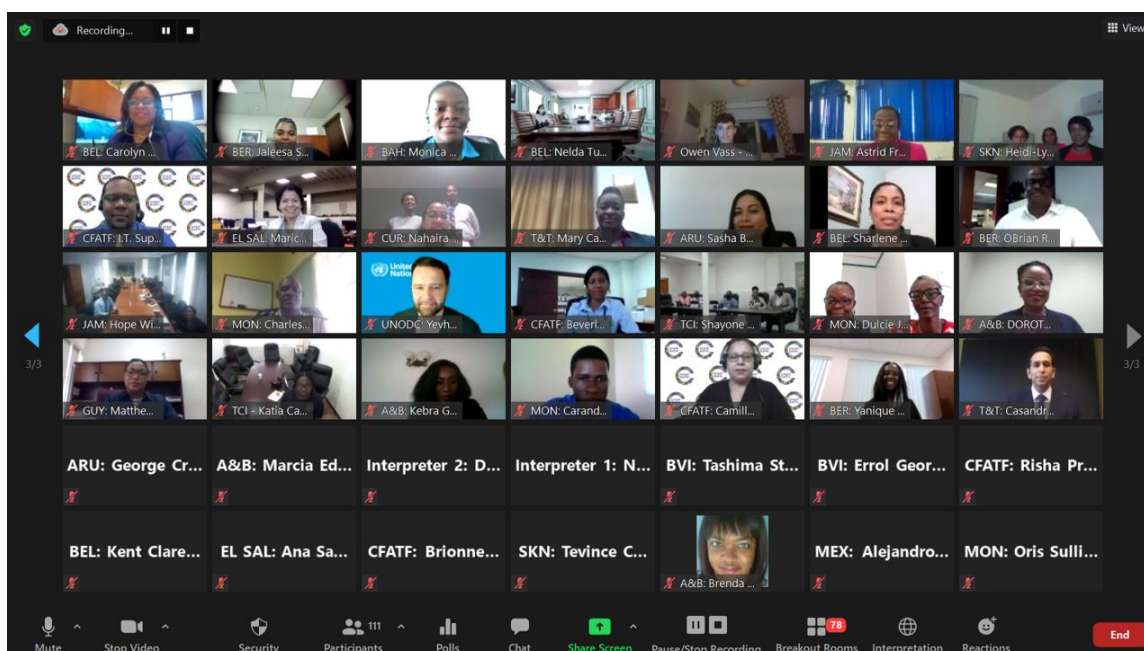 Recording...
View
BEL: Carolyn ...
BER: Jaleesa S...
BAH: Monica ...
BEL: Nelda Tu...
Owen Vass - ...
JAM: Astrid Fr...
SKN: Heidi-Ly...
CFATF: I.T. Sup...
EL SAL: Maric...
CUR: Nahaira ...
T&T: Mary Ca...
ARU: Sasha B...
BEL: Sharlene ...
BER: OBrian R...
JAM: Hope Wi...
MON: Charles...
United
Nation
UNODC: Yevh...
CFATF: Beverl...
TCI: Shayone ...
MON: Dulcie J...
A&B: DOROT...
3/3
3/3
GUY: Matthe...
TCI - Katia Ca...
A&B: Kebra G...
MON: Carand...
CFATF: Camill...
BER: Yanique ...
T&T: Casandr...
ARU: George Cr...
A&B: Marcia Ed...
Interpreter 2: D...
Interpreter 1: N...
BVI: Tashima St...
BVI: Errol Geor...
CFATF: Risha Pr...
BEL: Kent Clare...
EL SAL: Ana Sa...
CFATF: Brionne...
SKN: Tevince C...
A&B: Brenda ...
MEX: Alejandro...
MON: Oris Sulli...
Mute
Stop Video
Security
111
Participants
Polls
Chat
Share Screen
Pause/Stop Recording
78
Breakout Rooms
Interpretation
Reactions
End